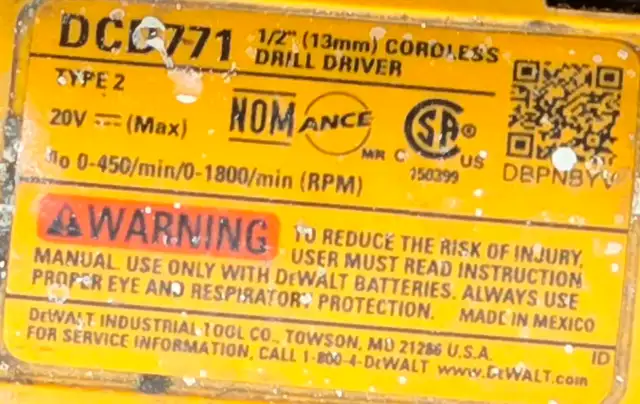 DCD771 1/2" (13mm) CORDLESS
DRILL DRIVER
TYPE 2
20V ⎓ (Max)
NOM ANCE
SA®
MR C US
250399
DBPNBYV
no 0-450/min/0-1800/min (RPM)
WARNING TO REDUCE THE RISK OF INJURY,
USER MUST READ INSTRUCTION
MANUAL. USE ONLY WITH DEWALT BATTERIES. ALWAYS USE
PROPER EYE AND RESPIRATORY PROTECTION. MADE IN MEXICO
DEWALT INDUSTRIAL TOOL CO., TOWSON, MD 21286 U.S.A.
FOR SERVICE INFORMATION, CALL 1-800-4-DEWALT www.DEWALT.com
ID